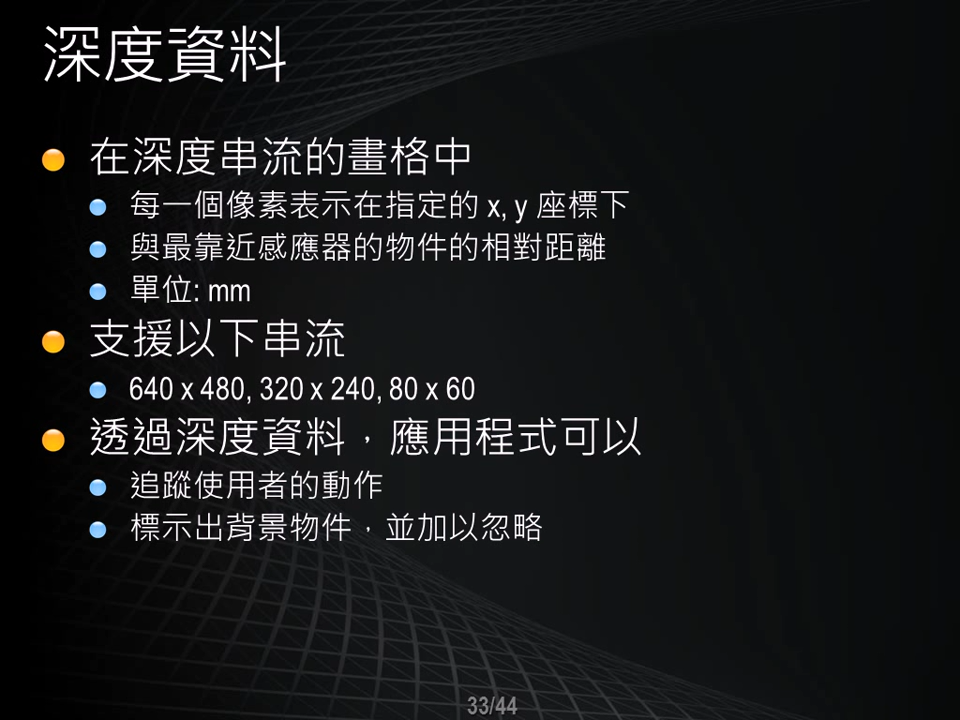 深度資料
在深度串流的畫格中
每一個像素表示在指定的 x, y 座標下
與最靠近感應器的物件的相對距離
單位: mm
支援以下串流
640 x 480, 320 x 240, 80 x 60
透過深度資料，應用程式可以
追蹤使用者的動作
標示出背景物件，並加以忽略
33/44